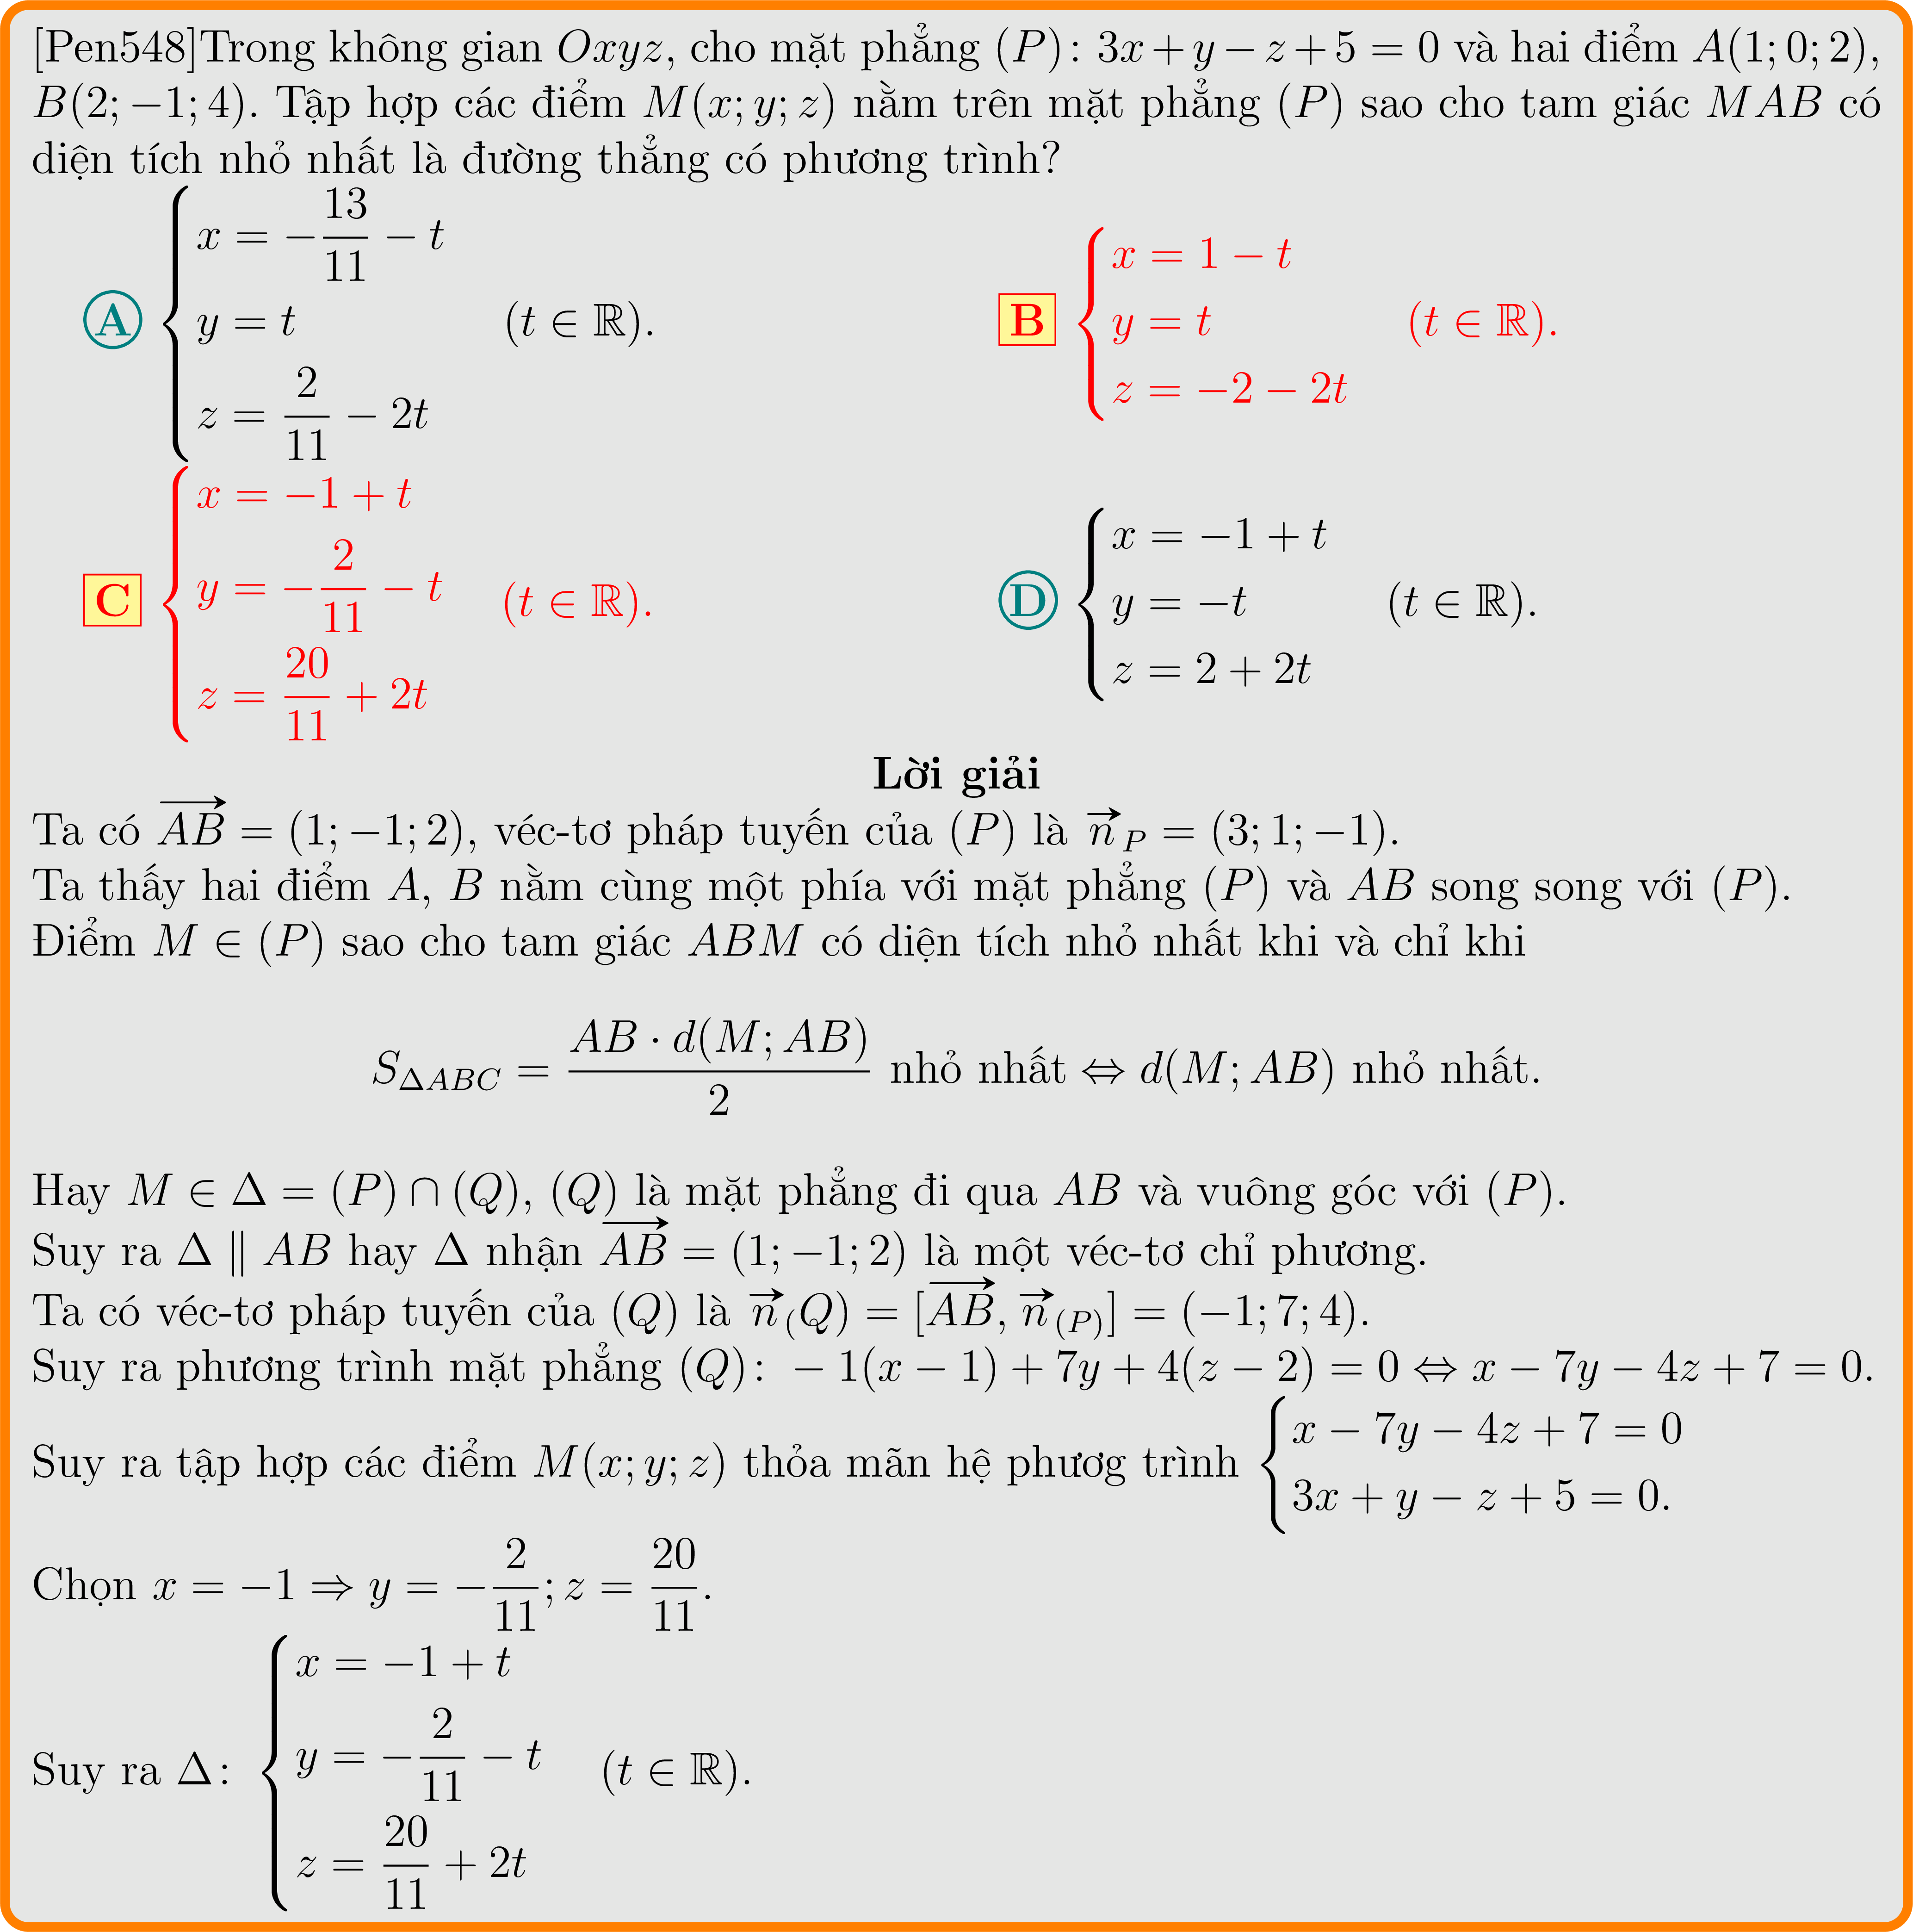 [Pen548]Trong không gian $Oxyz$, cho mặt phẳng $(P)\colon 3x+y-z+5=0$ và hai điểm $A(1;0;2)$,
$B(2;-1;4)$. Tập hợp các điểm $M(x;y;z)$ nằm trên mặt phẳng $(P)$ sao cho tam giác $MAB$ có
diện tích nhỏ nhất là đường thẳng có phương trình?
A $\begin{cases} x=-\dfrac{13}{11}-t \\ y=t \\ z=\dfrac{2}{11}-2t \end{cases}$ $(t\in\mathbb{R})$.
B $\begin{cases} x=1-t \\ y=t \\ z=-2-2t \end{cases}$ $(t\in\mathbb{R})$.
C $\begin{cases} x=-1+t \\ y=-\dfrac{2}{11}-t \\ z=\dfrac{20}{11}+2t \end{cases}$ $(t\in\mathbb{R})$.
D $\begin{cases} x=-1+t \\ y=-t \\ z=2+2t \end{cases}$ $(t\in\mathbb{R})$.
Lời giải
Ta có $\overrightarrow{AB}=(1;-1;2)$, véc-tơ pháp tuyến của $(P)$ là $\overrightarrow{n}_P=(3;1;-1)$.
Ta thấy hai điểm $A$, $B$ nằm cùng một phía với mặt phẳng $(P)$ và $AB$ song song với $(P)$.
Điểm $M\in(P)$ sao cho tam giác $ABM$ có diện tích nhỏ nhất khi và chỉ khi
$S_{\Delta ABC}=\dfrac{AB\cdot d(M;AB)}{2}$ nhỏ nhất $\Leftrightarrow d(M;AB)$ nhỏ nhất.
Hay $M\in\Delta=(P)\cap(Q)$, $(Q)$ là mặt phẳng đi qua $AB$ và vuông góc với $(P)$.
Suy ra $\Delta\parallel AB$ hay $\Delta$ nhận $\overrightarrow{AB}=(1;-1;2)$ là một véc-tơ chỉ phương.
Ta có véc-tơ pháp tuyến của $(Q)$ là $\overrightarrow{n}_(Q)=[\overrightarrow{AB},\overrightarrow{n}_{(P)}]=(-1;7;4)$.
Suy ra phương trình mặt phẳng $(Q)\colon -1(x-1)+7y+4(z-2)=0\Leftrightarrow x-7y-4z+7=0$.
Suy ra tập hợp các điểm $M(x;y;z)$ thỏa mãn hệ phươg trình $\begin{cases} x-7y-4z+7=0 \\ 3x+y-z+5=0. \end{cases}$
Chọn $x=-1\Rightarrow y=-\dfrac{2}{11};z=\dfrac{20}{11}$.
Suy ra $\Delta\colon \begin{cases} x=-1+t \\ y=-\dfrac{2}{11}-t \\ z=\dfrac{20}{11}+2t \end{cases}$ $(t\in\mathbb{R})$.